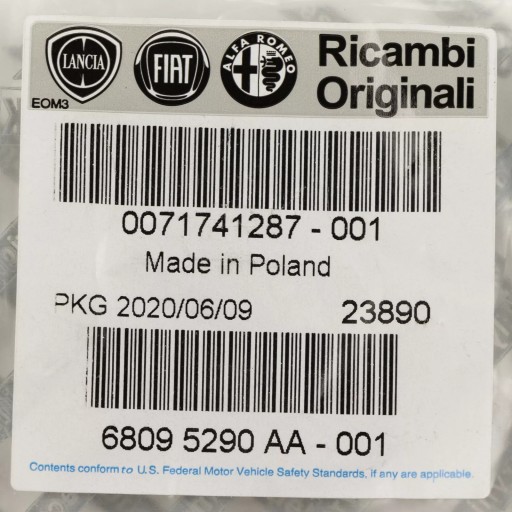 LANCIA FIAT ALFA ROMEO Ricambi
EOM3 Originali
0071741287 - 001
Made in Poland
PKG 2020/06/09 23890
6809 5290 AA - 001
Contents conform to U.S. Federal Motor Vehicle Safety Standards, if any are applicable.